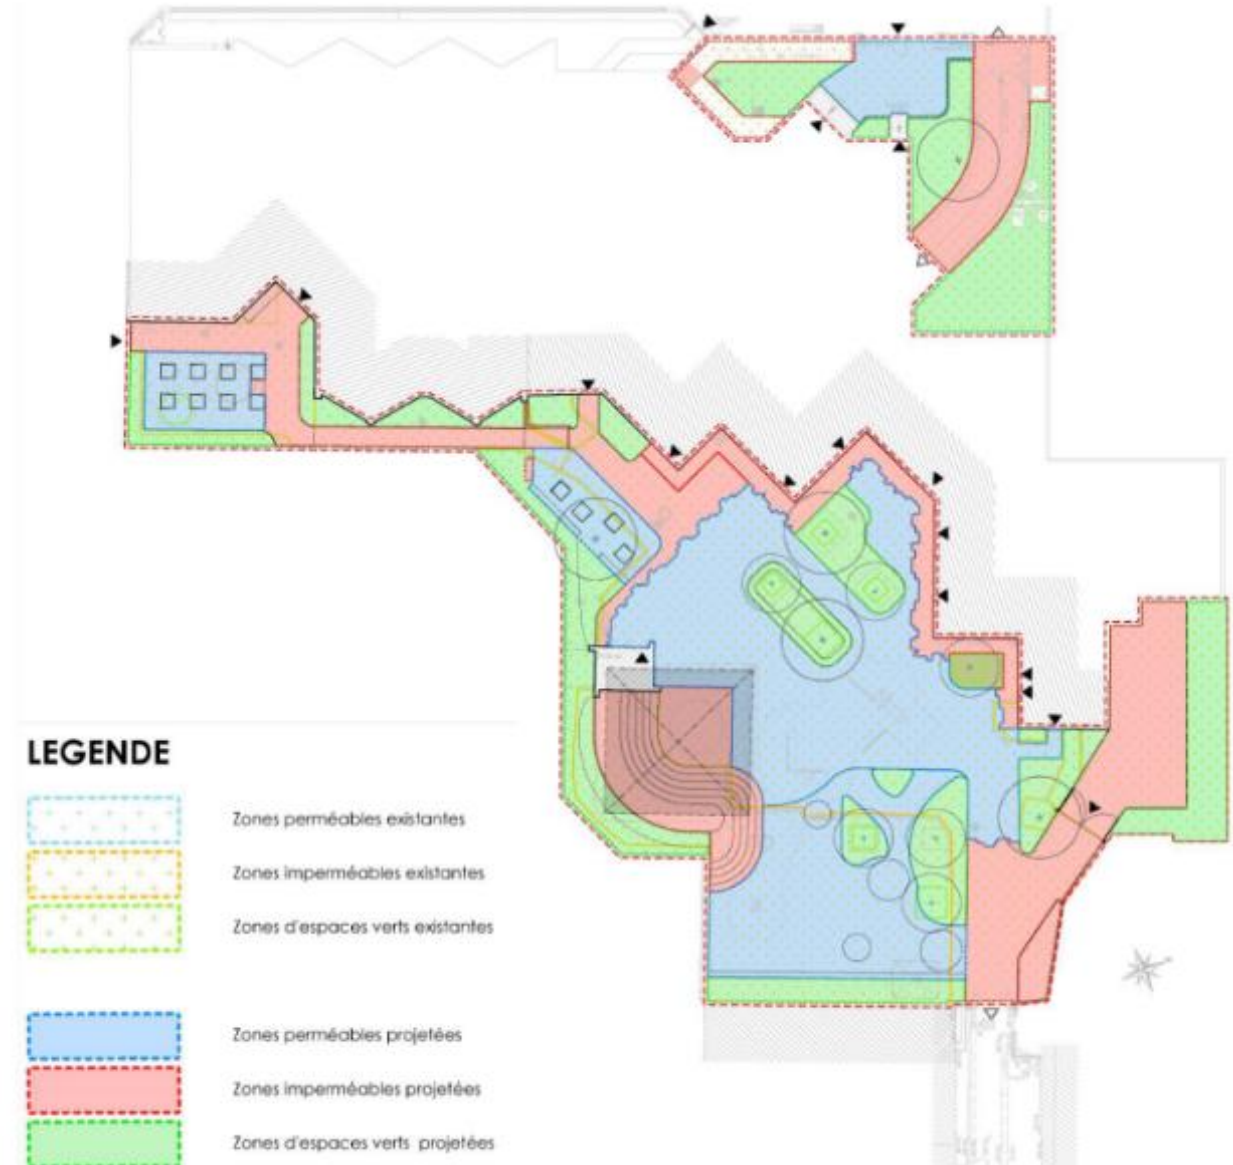 LEGENDE
Zones perméables existantes
Zones imperméables existantes
Zones d'espaces verts existantes
Zones perméables projetées
Zones imperméables projetées
Zones d'espaces verts projetées